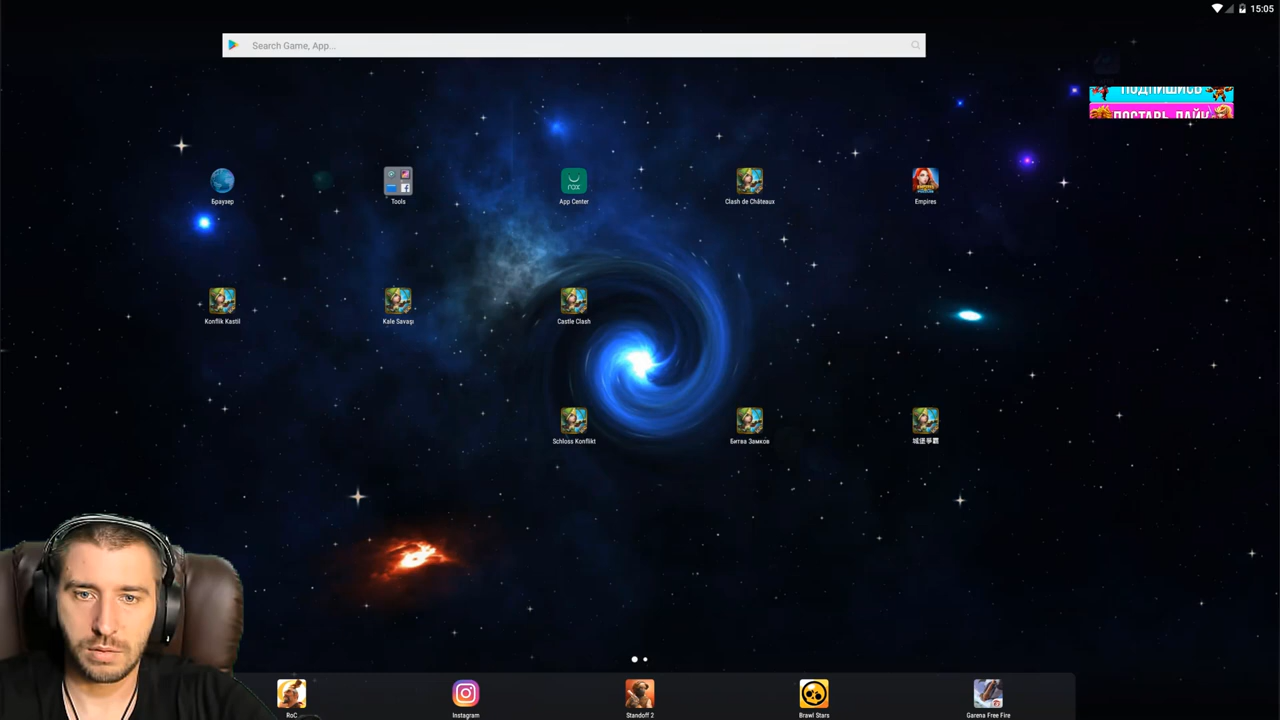 15:05
Search Game, App...
ПОДПИШИСЬ
ПОСТАВЬ ЛАЙК
Браузер
Tools
nox
App Center
Clash de Châteaux
Empires
Konflik Kastil
Kale Savaşı
Castle Clash
Schloss Konflikt
Битва Замков
城堡爭霸
RoC
Instagram
Standoff 2
Brawl Stars
Garena Free Fire